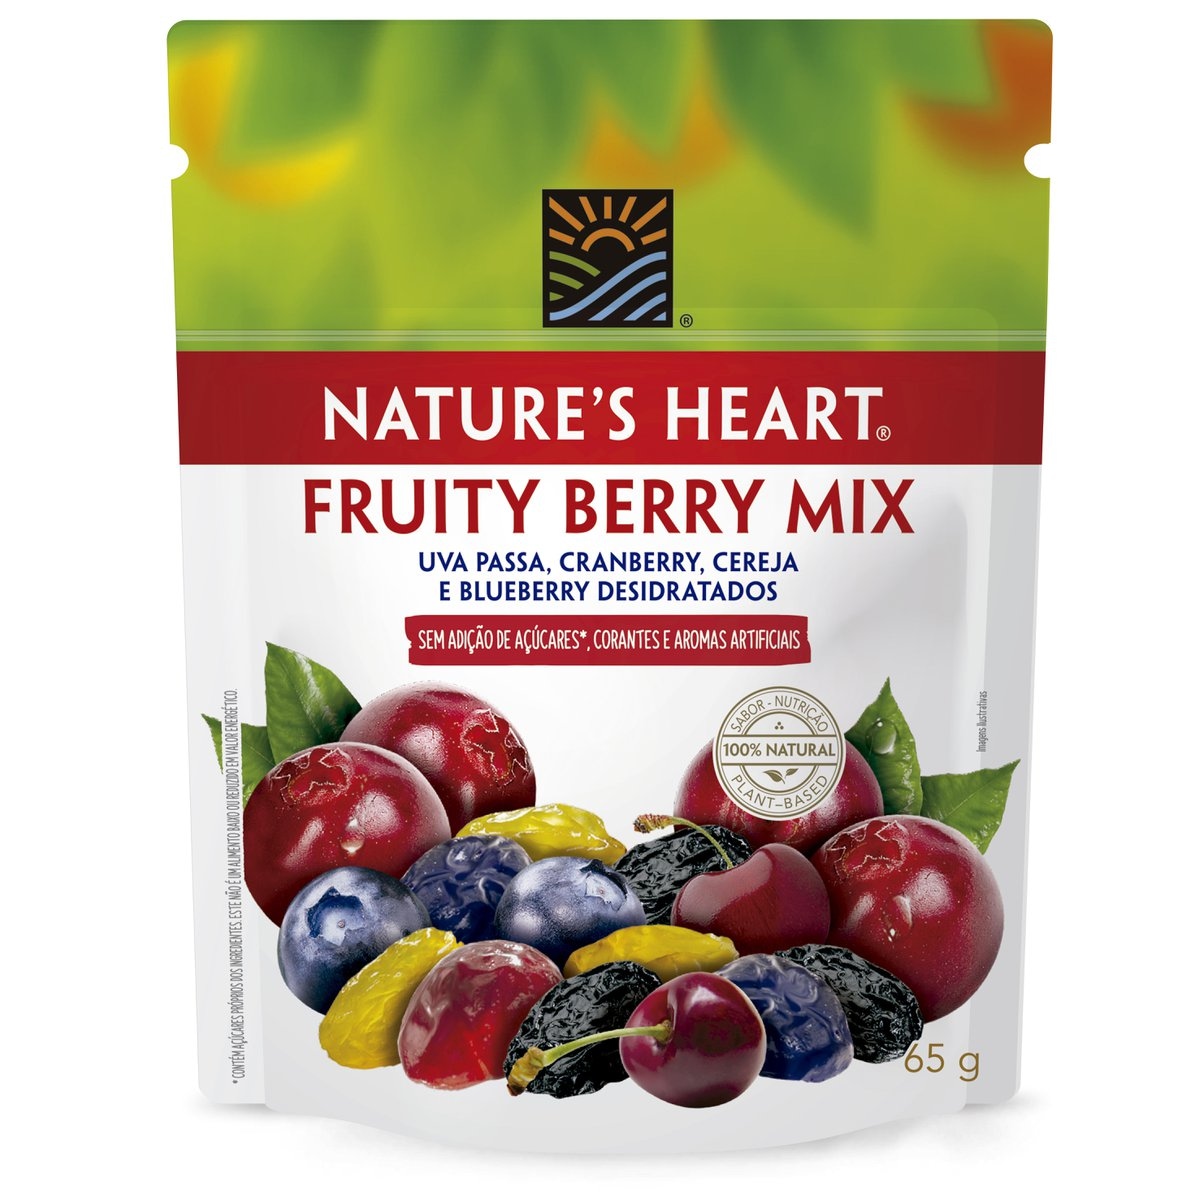 ®
NATURE'S HEART®
FRUITY BERRY MIX
UVA PASSA, CRANBERRY, CEREJA
E BLUEBERRY DESIDRATADOS
SEM ADIÇÃO DE AÇÚCARES*, CORANTES E AROMAS ARTIFICIAIS
SABOR - NUTRIÇÃO
100% NATURAL
PLANT-BASED
*CONTÉM AÇÚCARES PRÓPRIOS DOS INGREDIENTES. ESTE NÃO É UM ALIMENTO BAIXO OU REDUZIDO EM VALOR ENERGÉTICO.
Imagens ilustrativas
65 g